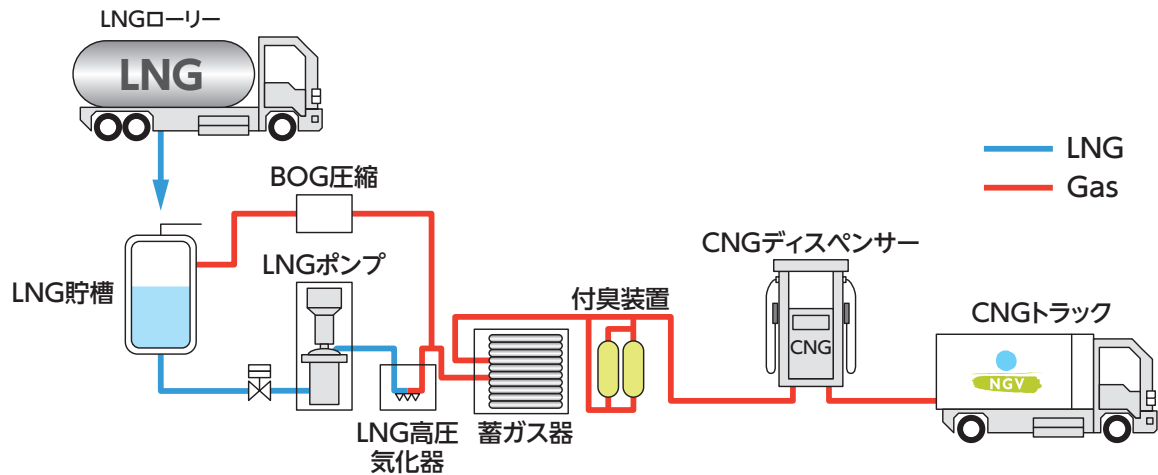 LNGローリー
LNG
LNG
Gas
BOG圧縮
CNGディスペンサー
LNGポンプ
LNG貯槽
付臭装置
CNGトラック
CNG
NGV
LNG高圧
気化器
蓄ガス器